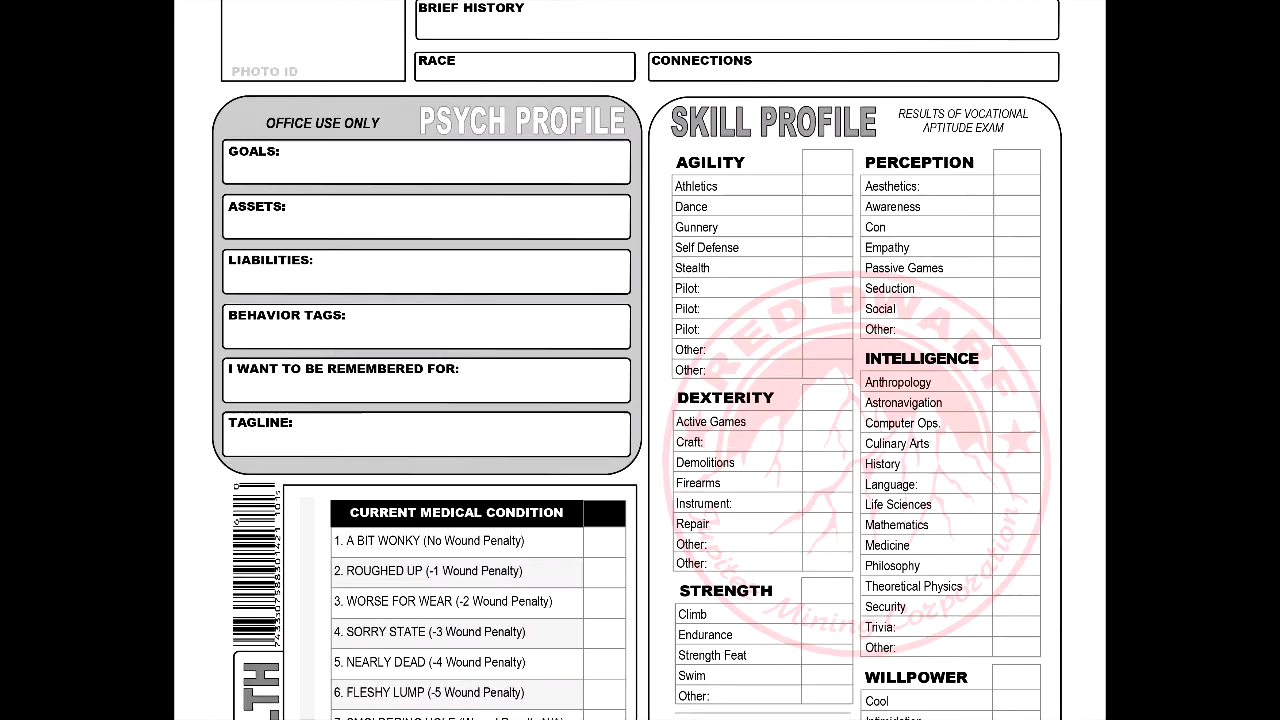 BRIEF HISTORY
PHOTO ID
RACE
CONNECTIONS
OFFICE USE ONLY
PSYCH PROFILE
GOALS:
ASSETS:
LIABILITIES:
BEHAVIOR TAGS:
I WANT TO BE REMEMBERED FOR:
TAGLINE:
CURRENT MEDICAL CONDITION
1. A BIT WONKY (No Wound Penalty)
2. ROUGHED UP (-1 Wound Penalty)
3. WORSE FOR WEAR (-2 Wound Penalty)
4. SORRY STATE (-3 Wound Penalty)
5. NEARLY DEAD (-4 Wound Penalty)
6. FLESHY LUMP (-5 Wound Penalty)
SKILL PROFILE
RESULTS OF VOCATIONAL
APTITUDE EXAM
AGILITY
Athletics
Dance
Gunnery
Self Defense
Stealth
Pilot:
Pilot:
Pilot:
Other:
Other:
DEXTERITY
Active Games
Craft:
Demolitions
Firearms
Instrument:
Repair
Other:
Other:
STRENGTH
Climb
Endurance
Strength Feat
Swim
Other:
PERCEPTION
Aesthetics:
Awareness
Con
Empathy
Passive Games
Seduction
Social
Other:
INTELLIGENCE
Anthropology
Astronavigation
Computer Ops.
Culinary Arts
History
Language:
Life Sciences
Mathematics
Medicine
Philosophy
Theoretical Physics
Security
Trivia:
Other:
WILLPOWER
Cool
RED DWARF
Jupiter Mining Corporation